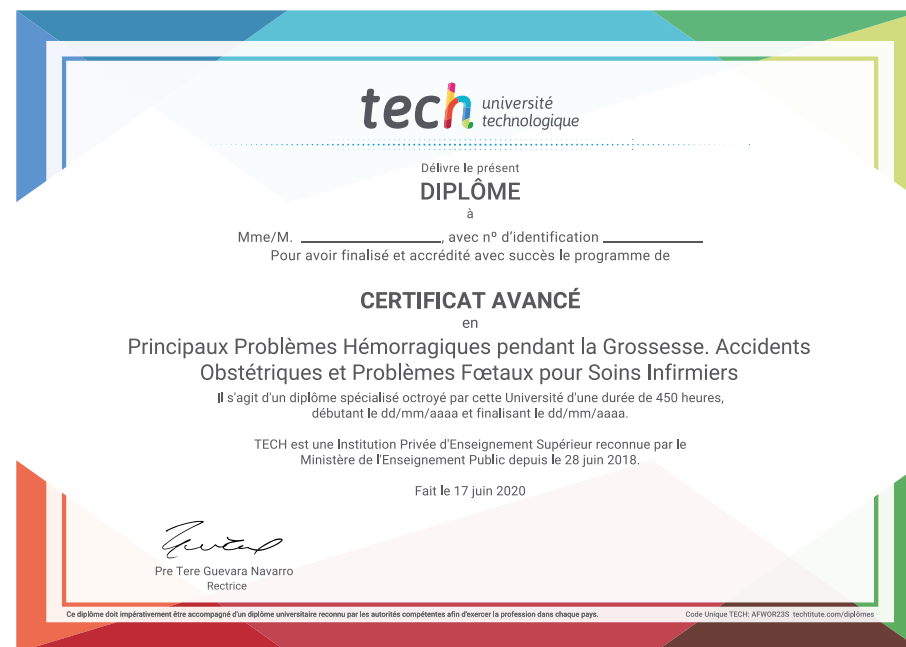 tech université
technologique
Délivre le présent
DIPLÔME
à
Mme/M. ____________________, avec nº d’identification ______________
Pour avoir finalisé et accrédité avec succès le programme de
CERTIFICAT AVANCÉ
en
Principaux Problèmes Hémorragiques pendant la Grossesse. Accidents
Obstétriques et Problèmes Fœtaux pour Soins Infirmiers
Il s'agit d'un diplôme spécialisé octroyé par cette Université d'une durée de 450 heures,
débutant le dd/mm/aaaa et finalisant le dd/mm/aaaa.
TECH est une Institution Privée d'Enseignement Supérieur reconnue par le
Ministère de l'Enseignement Public depuis le 28 juin 2018.
Fait le 17 juin 2020
Pre Tere Guevara Navarro
Rectrice
Ce diplôme doit impérativement être accompagné d'un diplôme universitaire reconnu par les autorités compétentes afin d'exercer la profession dans chaque pays.
Code Unique TECH: AFWOR23S techtitute.com/diplômes